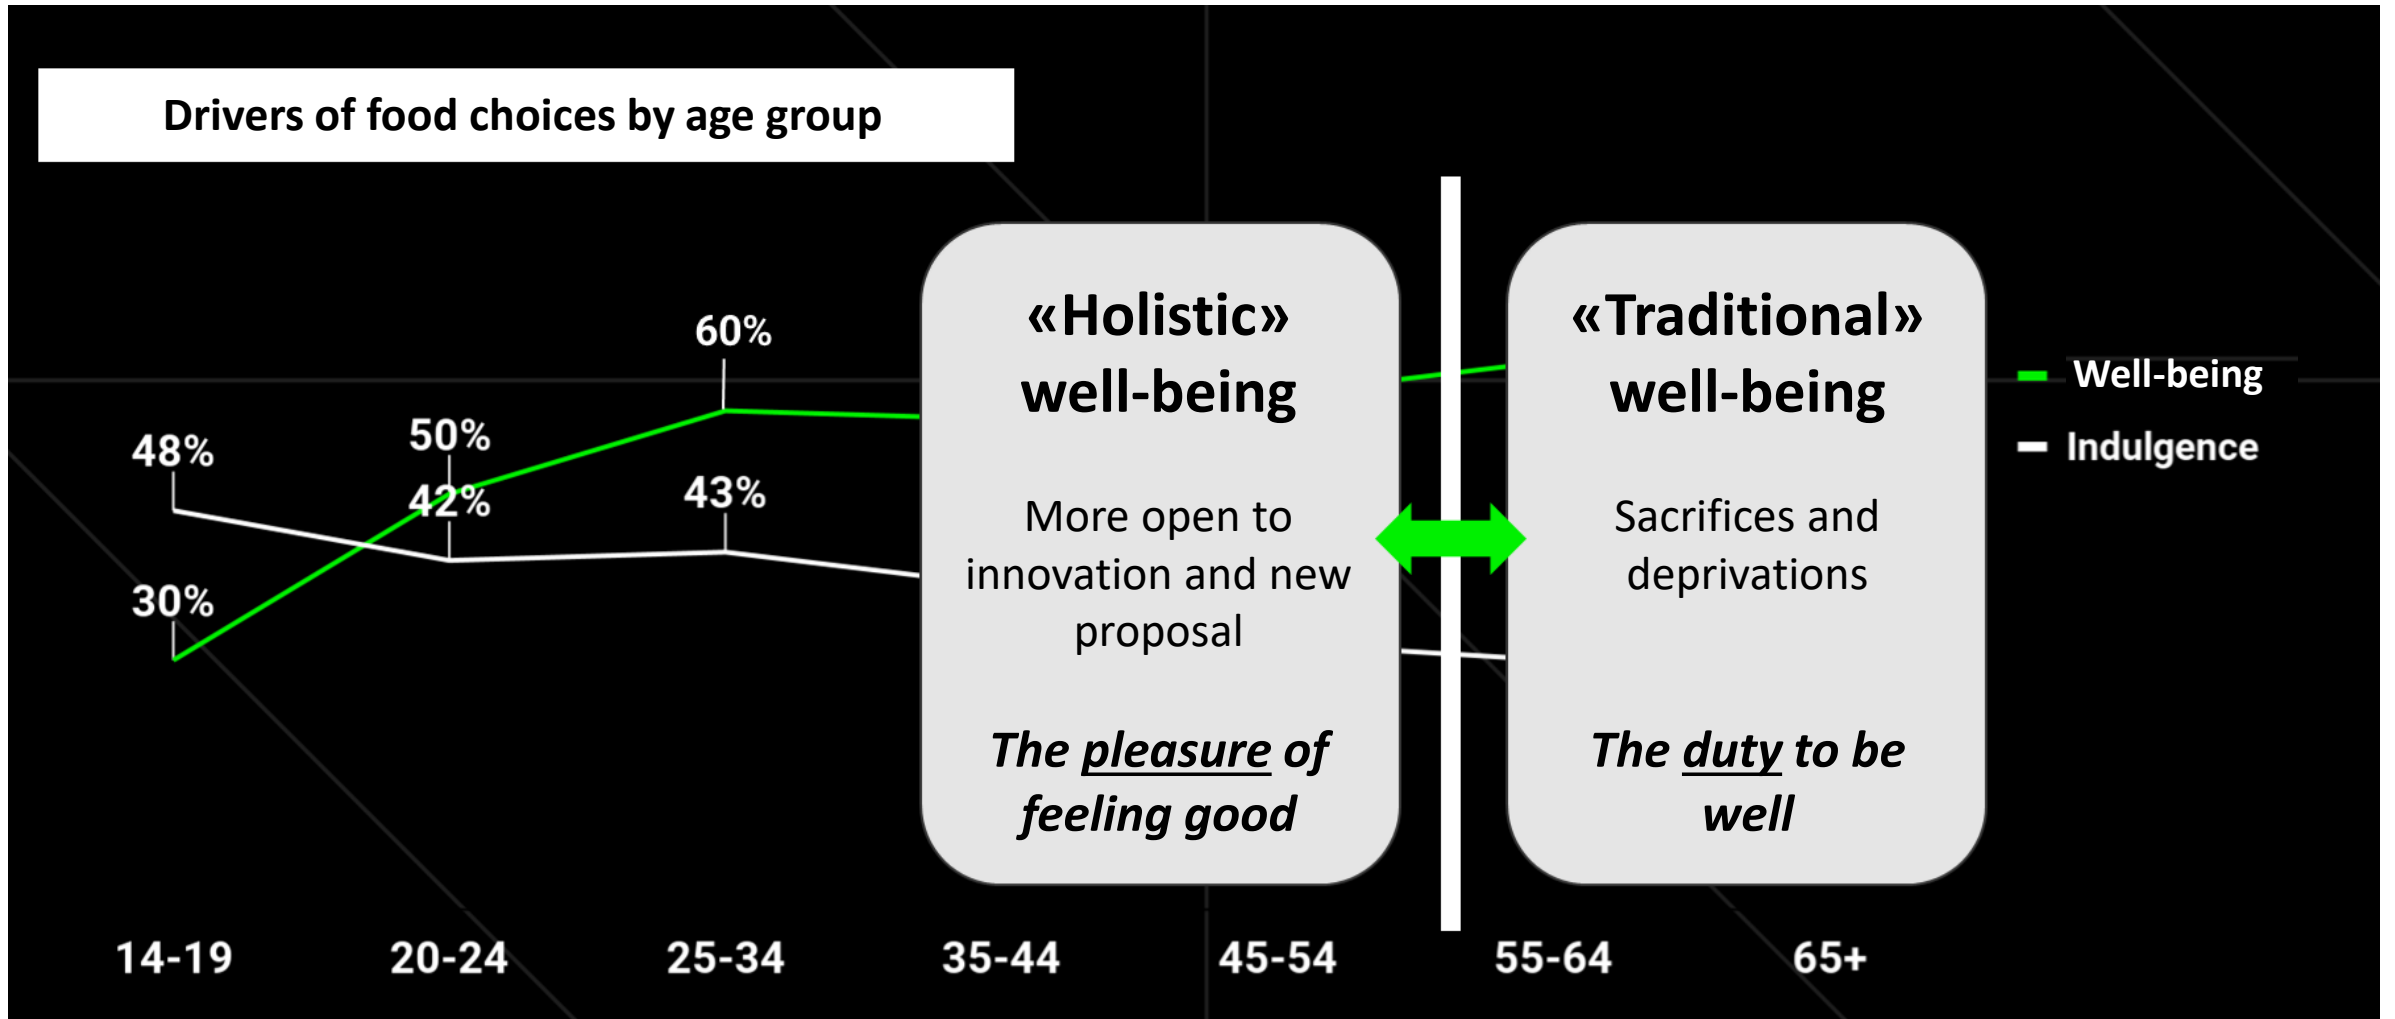 Drivers of food choices by age group
«Holistic»
well-being
More open to
innovation and new
proposal
The pleasure of
feeling good
«Traditional»
well-being
Sacrifices and
deprivations
The duty to be
well
Well-being
Indulgence
48%
30%
50%
42%
60%
43%
14-19
20-24
25-34
35-44
45-54
55-64
65+